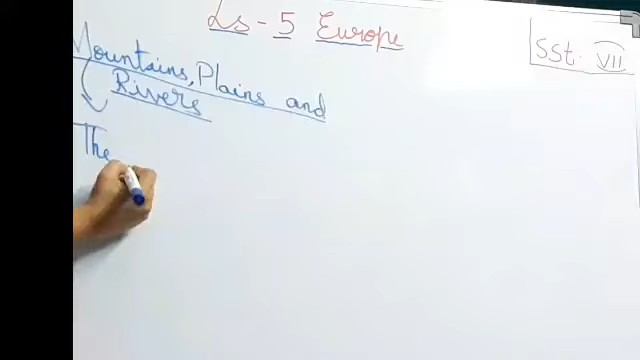 Ls - 5 Europe
SSt. VII
Mountains, Plains and
Rivers
The